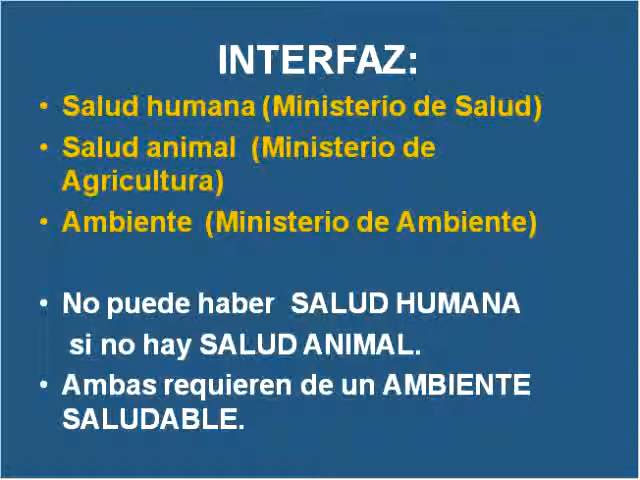 INTERFAZ:
• Salud humana (Ministerio de Salud)
• Salud animal (Ministerio de
Agricultura)
• Ambiente (Ministerio de Ambiente)
• No puede haber SALUD HUMANA
si no hay SALUD ANIMAL.
• Ambas requieren de un AMBIENTE
SALUDABLE.